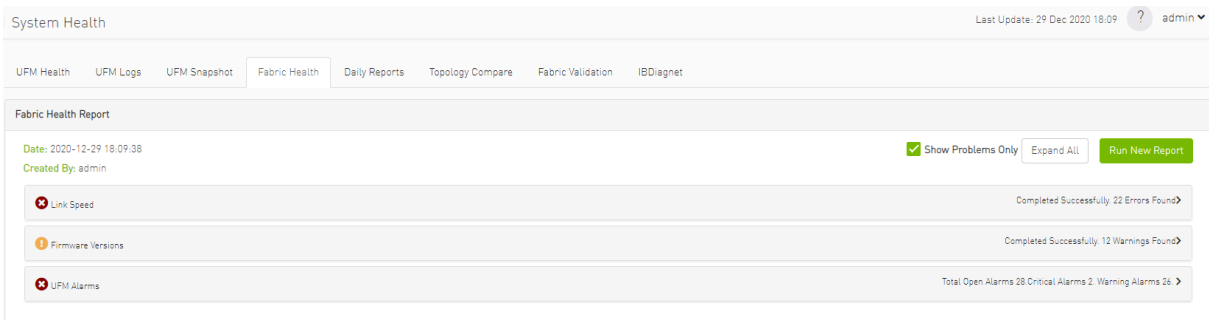 System Health
Last Update: 29 Dec 2020 18:09 ? admin
UFM Health UFM Logs UFM Snapshot Fabric Health Daily Reports Topology Compare Fabric Validation IBDiagnet
Fabric Health Report
Date: 2020-12-29 18:09:38
Show Problems Only Expand All Run New Report
Created By: admin
Link Speed Completed Successfully. 22 Errors Found
Firmware Versions Completed Successfully. 12 Warnings Found
UFM Alarms Total Open Alarms 28.Critical Alarms 2. Warning Alarms 26.